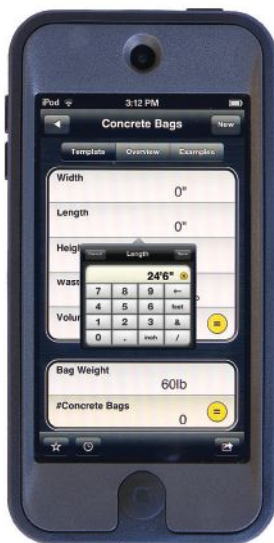 iPod 3:12 PM
Concrete Bags New
Template Overview Examples
Width
0"
Length
0"
Heig
Length
24'6"
Wast
7 8 9 ←
4 5 6 feet
1 2 3 &
0 . inch /
Volu =
Bag Weight
60lb
#Concrete Bags
0 =